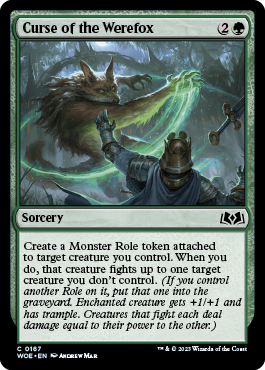 Curse of the Werefox 2
Sorcery
Create a Monster Role token attached
to target creature you control. When you
do, that creature fights up to one target
creature you don't control. (If you control
another Role on it, put that one into the
graveyard. Enchanted creature gets +1/+1 and
has trample. Creatures that fight each deal
damage equal to their power to the other.)
C 0167
WOE • EN Andrew Mar
™ & © 2023 Wizards of the Coast